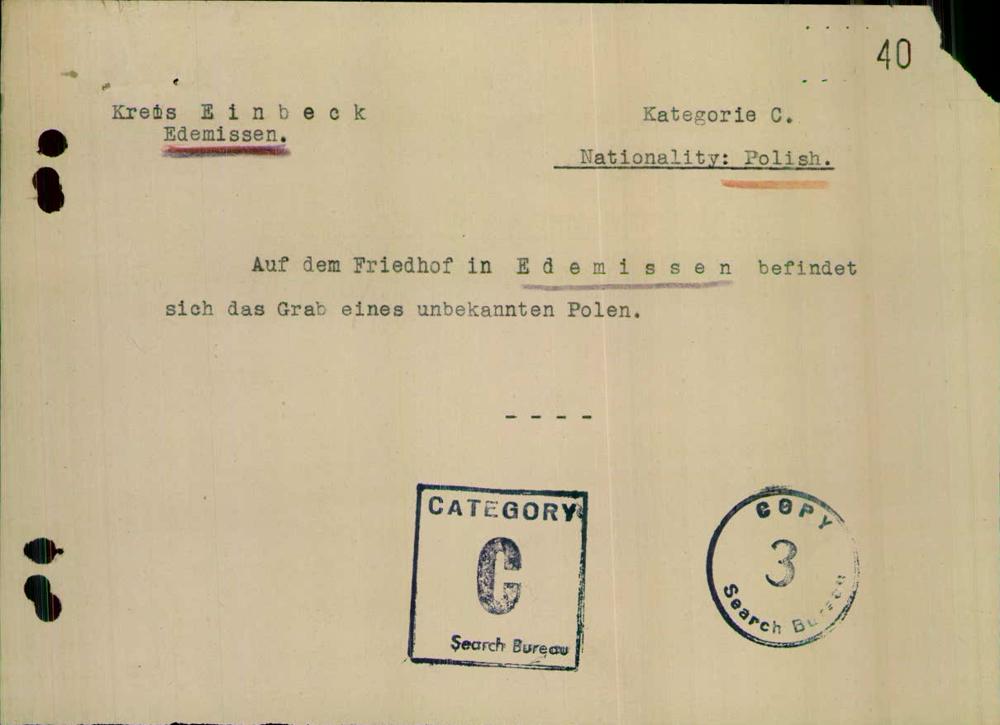 40
Kreis E i n b e c k
Edemissen.
Kategorie C.
Nationality: Polish.
Auf dem Friedhof in E d e m i s s e n befindet
sich das Grab eines unbekannten Polen.
- - - -
CATEGORY
C
Search Bureau
COPY
3
Search Bureau